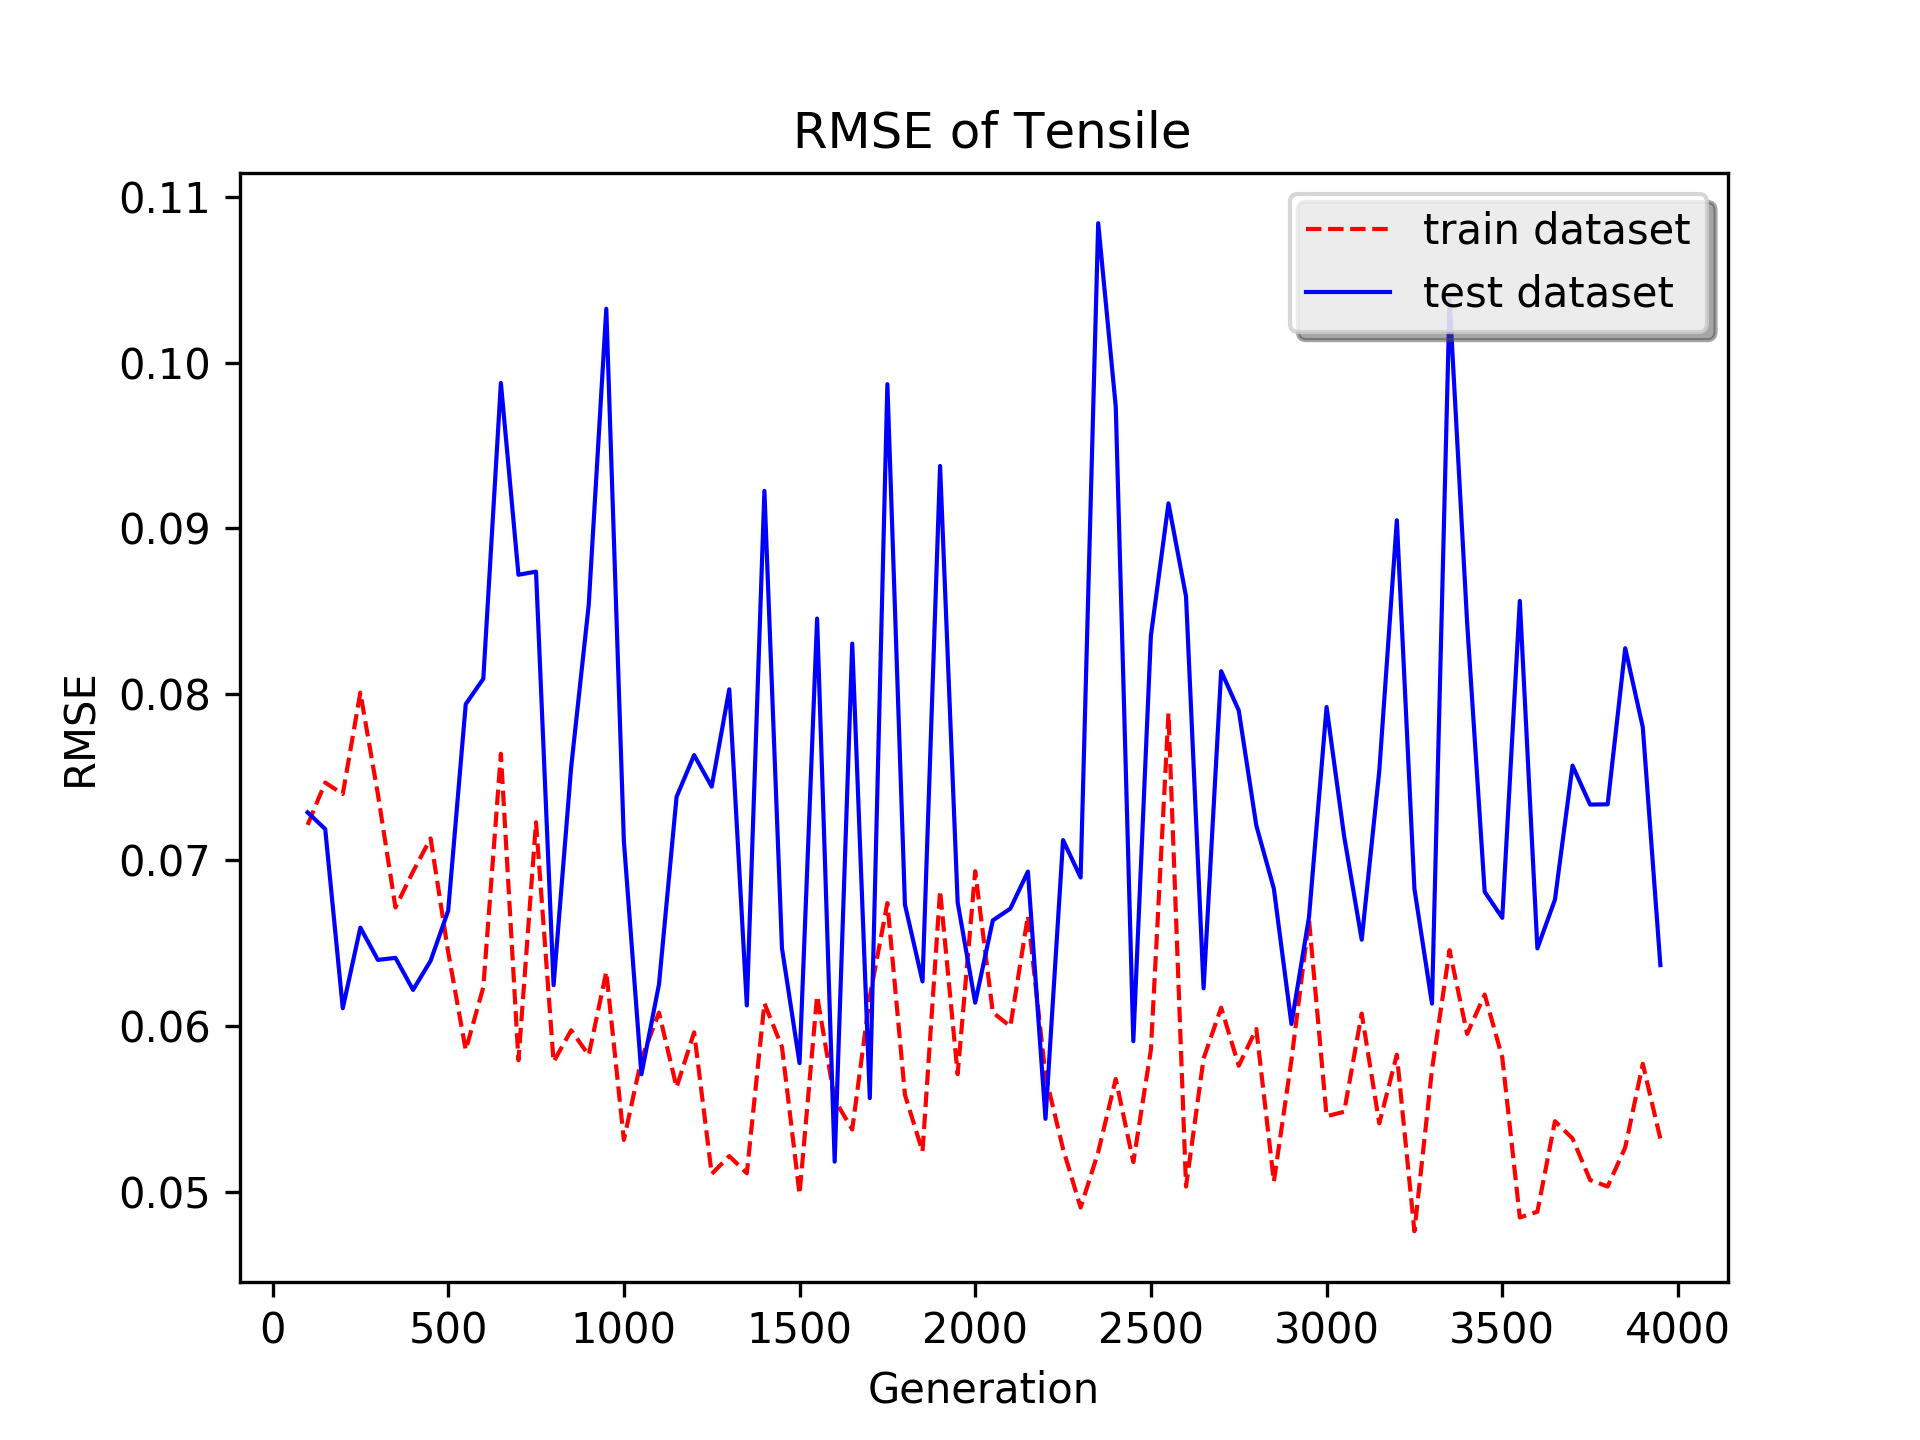 RMSE of Tensile
train dataset
test dataset
0.11
0.10
0.09
0.08
0.07
0.06
0.05
RMSE
0 500 1000 1500 2000 2500 3000 3500 4000
Generation